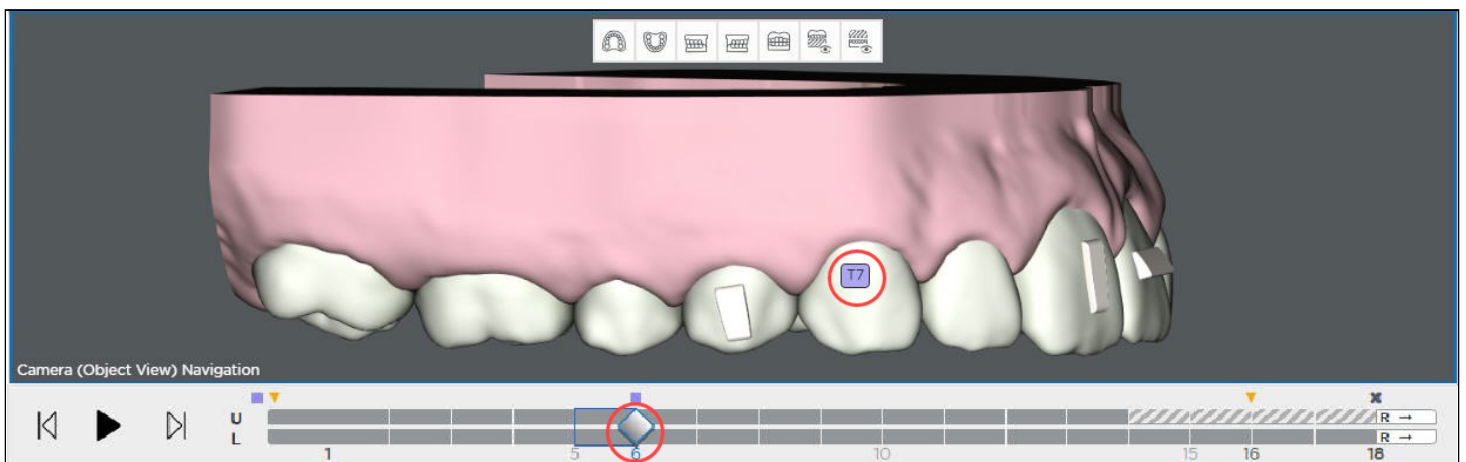 T7
Camera (Object View) Navigation
U R →
L R →
1 5 6 10 15 16 18